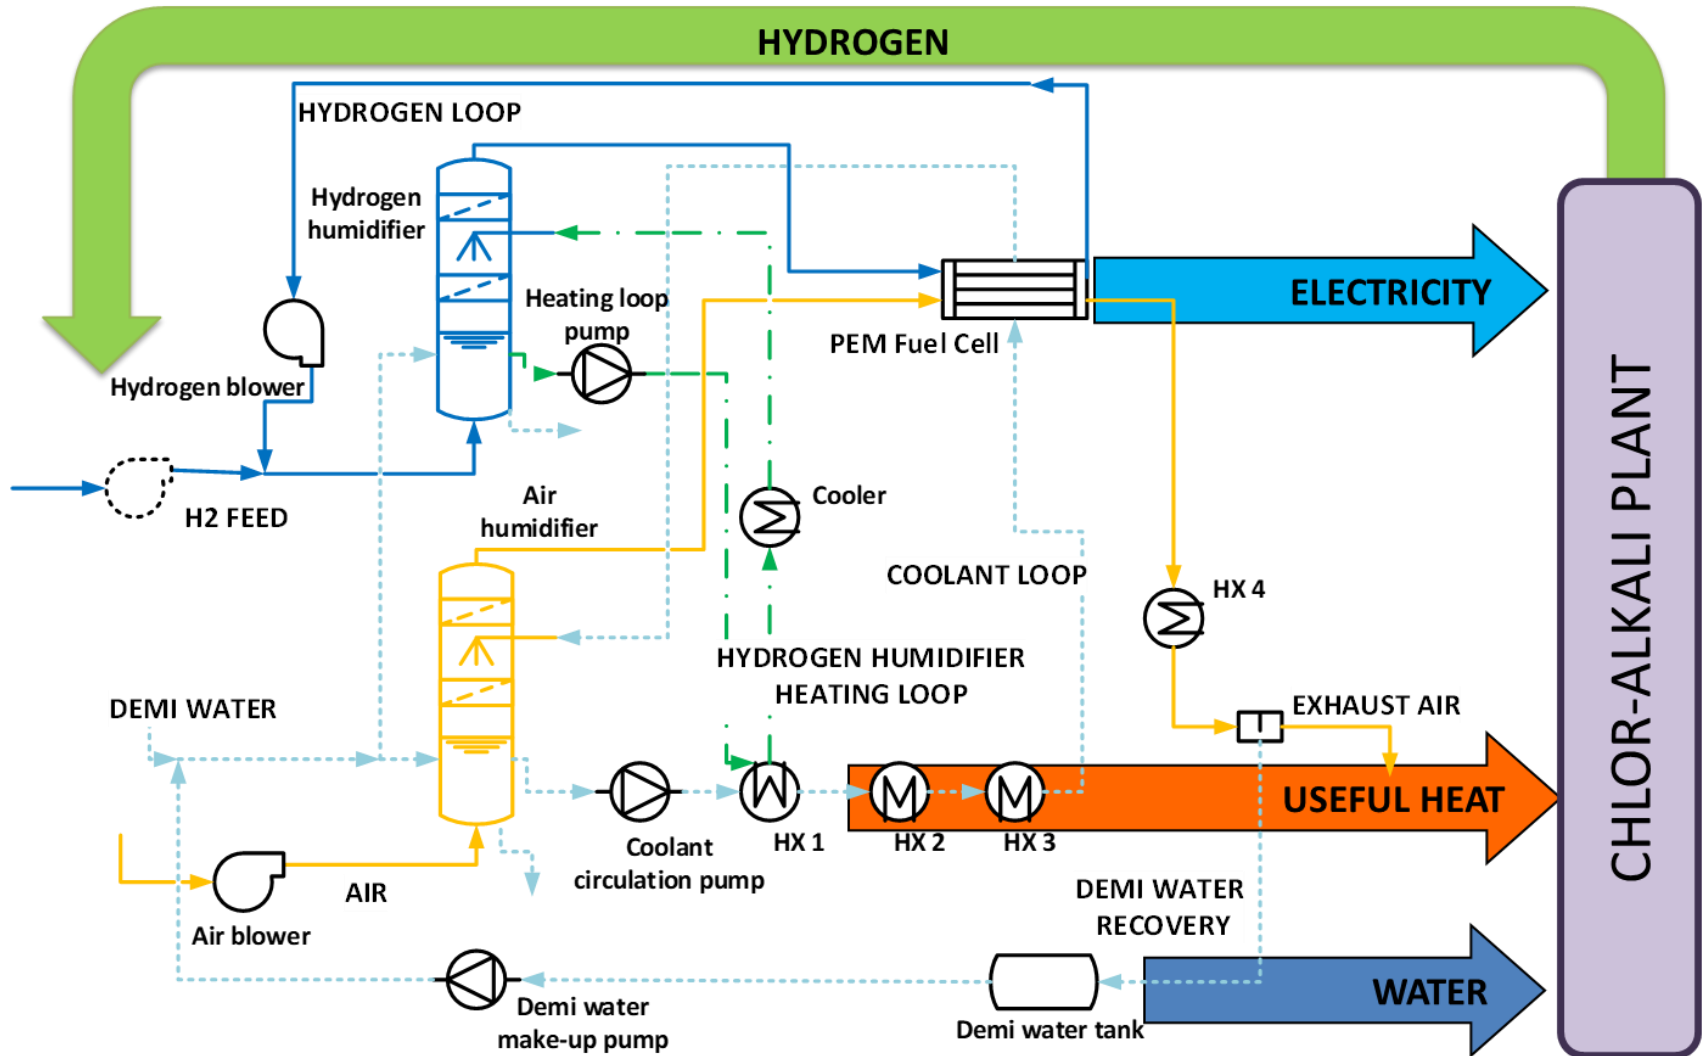 HYDROGEN
HYDROGEN LOOP
Hydrogen
humidifier
Heating loop
pump
ELECTRICITY
PEM Fuel Cell
Hydrogen blower
H2 FEED
Air
humidifier
Cooler
COOLANT LOOP
HX 4
HYDROGEN HUMIDIFIER
HEATING LOOP
DEMI WATER
EXHAUST AIR
USEFUL HEAT
HX 1
HX 2
HX 3
Coolant
circulation pump
AIR
Air blower
DEMI WATER
RECOVERY
WATER
Demi water
make-up pump
Demi water tank
CHLOR-ALKALI PLANT